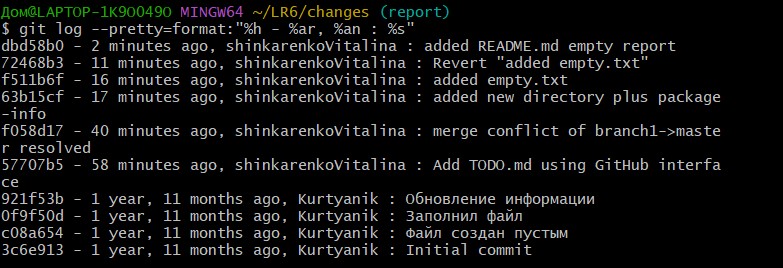 Дом@LAPTOP-1K9OO49O MINGW64 ~/LR6/changes (report)
$ git log --pretty=format:"%h - %ar, %an : %s"
dbd58b0 - 2 minutes ago, shinkarenkoVitalina : added README.md empty report
72468b3 - 11 minutes ago, shinkarenkoVitalina : Revert "added empty.txt"
f511b6f - 16 minutes ago, shinkarenkoVitalina : added empty.txt
63b15cf - 17 minutes ago, shinkarenkoVitalina : added new directory plus package
-info
f058d17 - 40 minutes ago, shinkarenkoVitalina : merge conflict of branch1->maste
r resolved
57707b5 - 58 minutes ago, shinkarenkoVitalina : Add TODO.md using GitHub interfa
ce
921f53b - 1 year, 11 months ago, Kurtyanik : Обновление информации
0f9f50d - 1 year, 11 months ago, Kurtyanik : Заполнил файл
c08a654 - 1 year, 11 months ago, Kurtyanik : Файл создан пустым
3c6e913 - 1 year, 11 months ago, Kurtyanik : Initial commit